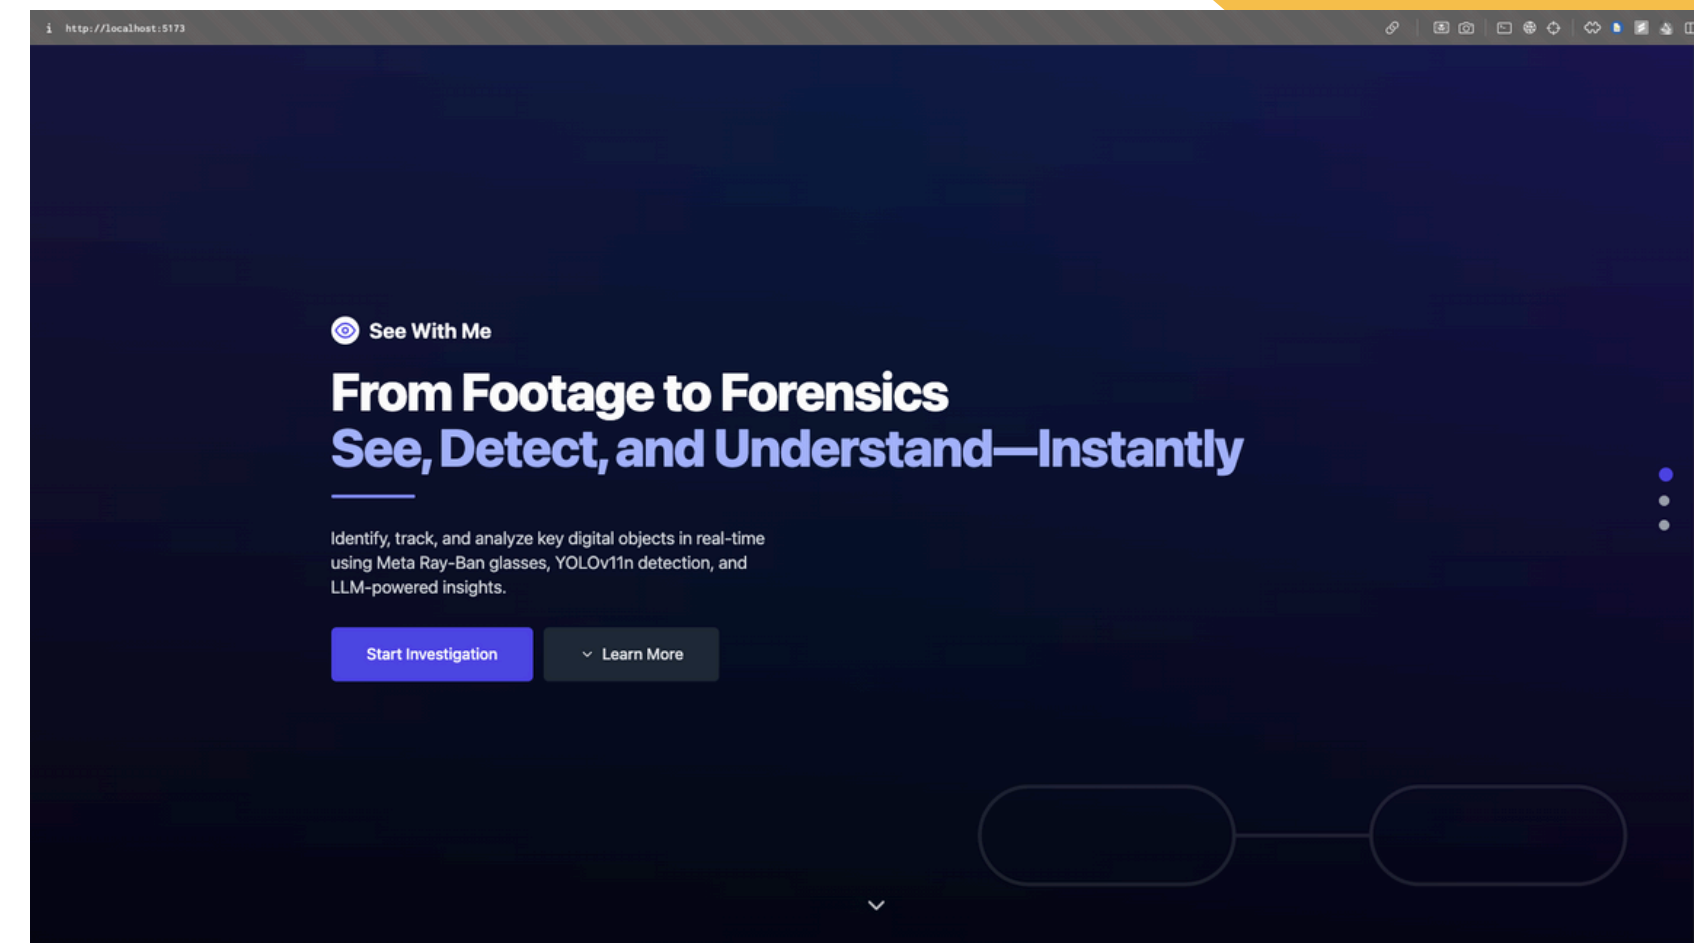 http://localhost:5173
See With Me
From Footage to Forensics
See, Detect, and Understand—Instantly
Identify, track, and analyze key digital objects in real-time
using Meta Ray-Ban glasses, YOLOv11n detection, and
LLM-powered insights.
Start Investigation
Learn More